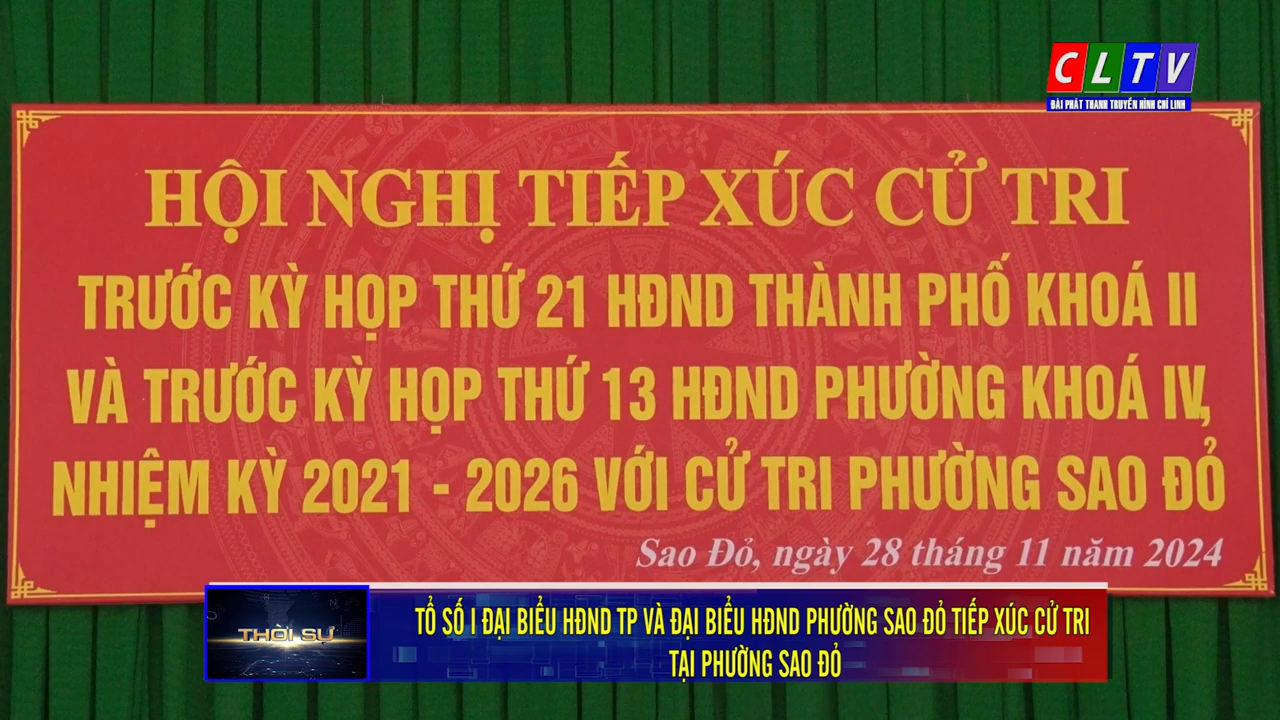 CLTV
ĐÀI PHÁT THANH TRUYỀN HÌNH CHÍ LINH
HỘI NGHỊ TIẾP XÚC CỬ TRI
TRƯỚC KỲ HỌP THỨ 21 HĐND THÀNH PHỐ KHOÁ II
VÀ TRƯỚC KỲ HỌP THỨ 13 HĐND PHƯỜNG KHOÁ IV,
NHIỆM KỲ 2021 - 2026 VỚI CỬ TRI PHƯỜNG SAO ĐỎ
Sao Đỏ, ngày 28 tháng 11 năm 2024
THỜI SỰ
TỔ SỐ I ĐẠI BIỂU HĐND TP VÀ ĐẠI BIỂU HĐND PHƯỜNG SAO ĐỎ TIẾP XÚC CỬ TRI
TẠI PHƯỜNG SAO ĐỎ